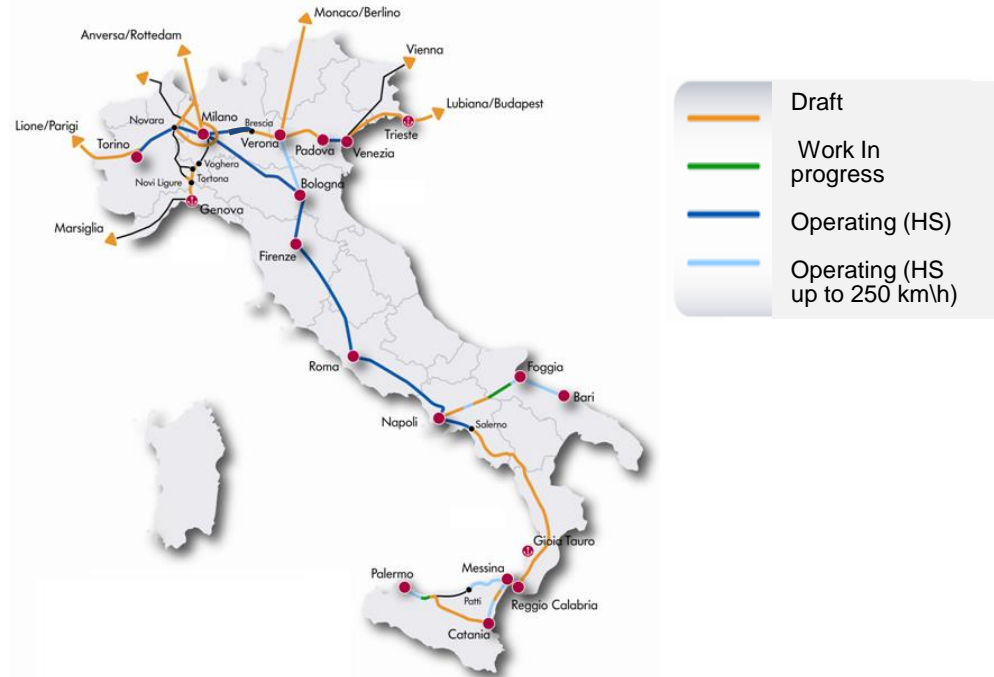 Monaco/Berlino
Anversa/Rottedam
Vienna
Lubiana/Budapest
Lione/Parigi
Novara
Milano
Brescia
Verona
Padova
Venezia
Trieste
Torino
Voghera
Tortona
Novi Ligure
Genova
Bologna
Marsiglia
Firenze
Roma
Foggia
Bari
Napoli
Salerno
Gioia Tauro
Messina
Palermo
Patti
Reggio Calabria
Catania
Draft
Work In
progress
Operating (HS)
Operating (HS
up to 250 km\h)